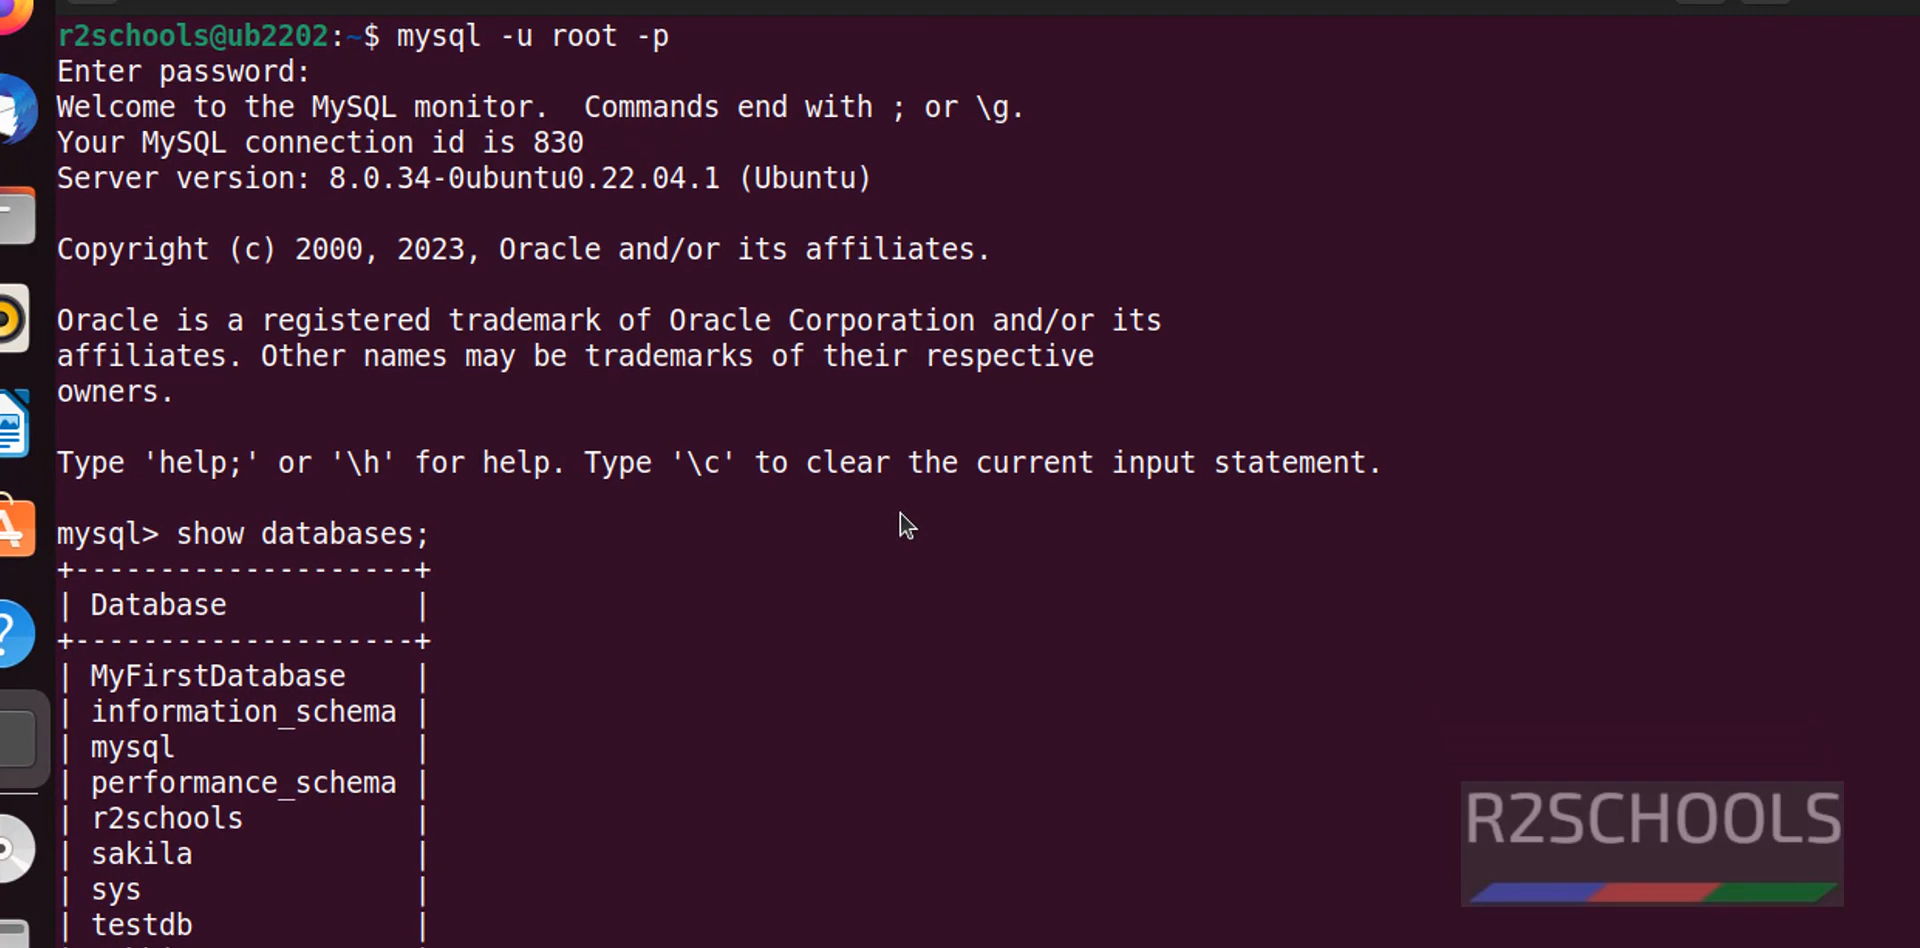 r2schools@ub2202:~$ mysql -u root -p
Enter password:
Welcome to the MySQL monitor.  Commands end with ; or \g.
Your MySQL connection id is 830
Server version: 8.0.34-0ubuntu0.22.04.1 (Ubuntu)
Copyright (c) 2000, 2023, Oracle and/or its affiliates.
Oracle is a registered trademark of Oracle Corporation and/or its
affiliates. Other names may be trademarks of their respective
owners.
Type 'help;' or '\h' for help. Type '\c' to clear the current input statement.
mysql> show databases;
+--------------------+
| Database           |
+--------------------+
| MyFirstDatabase    |
| information_schema |
| mysql              |
| performance_schema |
| r2schools          |
| sakila             |
| sys                |
| testdb             |
R2SCHOOLS